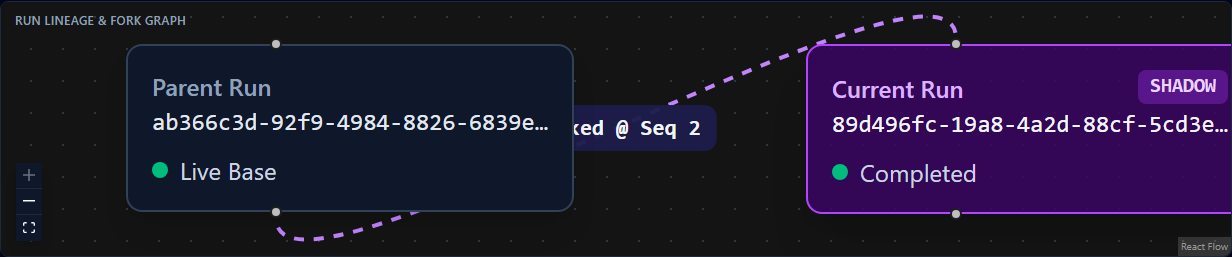 RUN LINEAGE & FORK GRAPH
Parent Run
ab366c3d-92f9-4984-8826-6839e…
Live Base
ked @ Seq 2
Current Run
SHADOW
89d496fc-19a8-4a2d-88cf-5cd3e…
Completed
React Flow